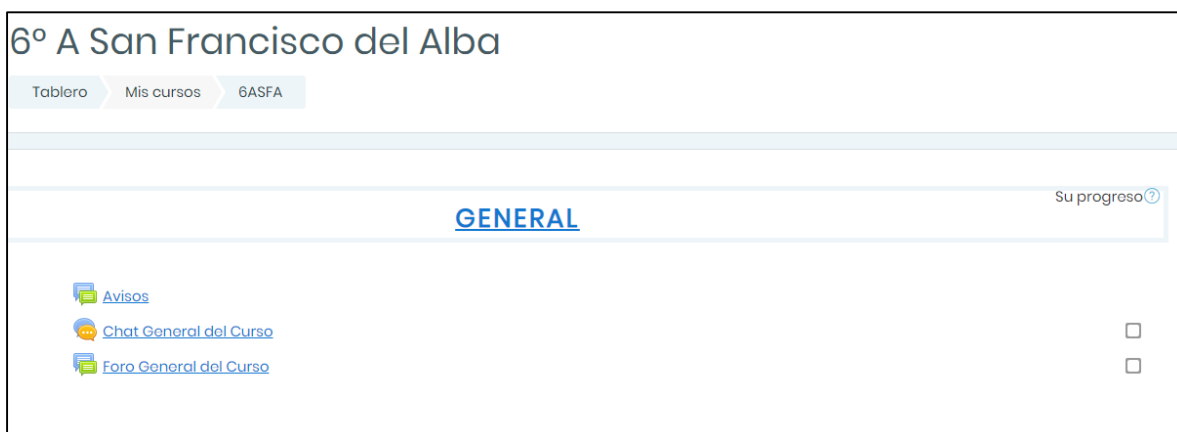 6° A San Francisco del Alba
Tablero Mis cursos 6ASFA
Su progreso
GENERAL
Avisos
Chat General del Curso
Foro General del Curso